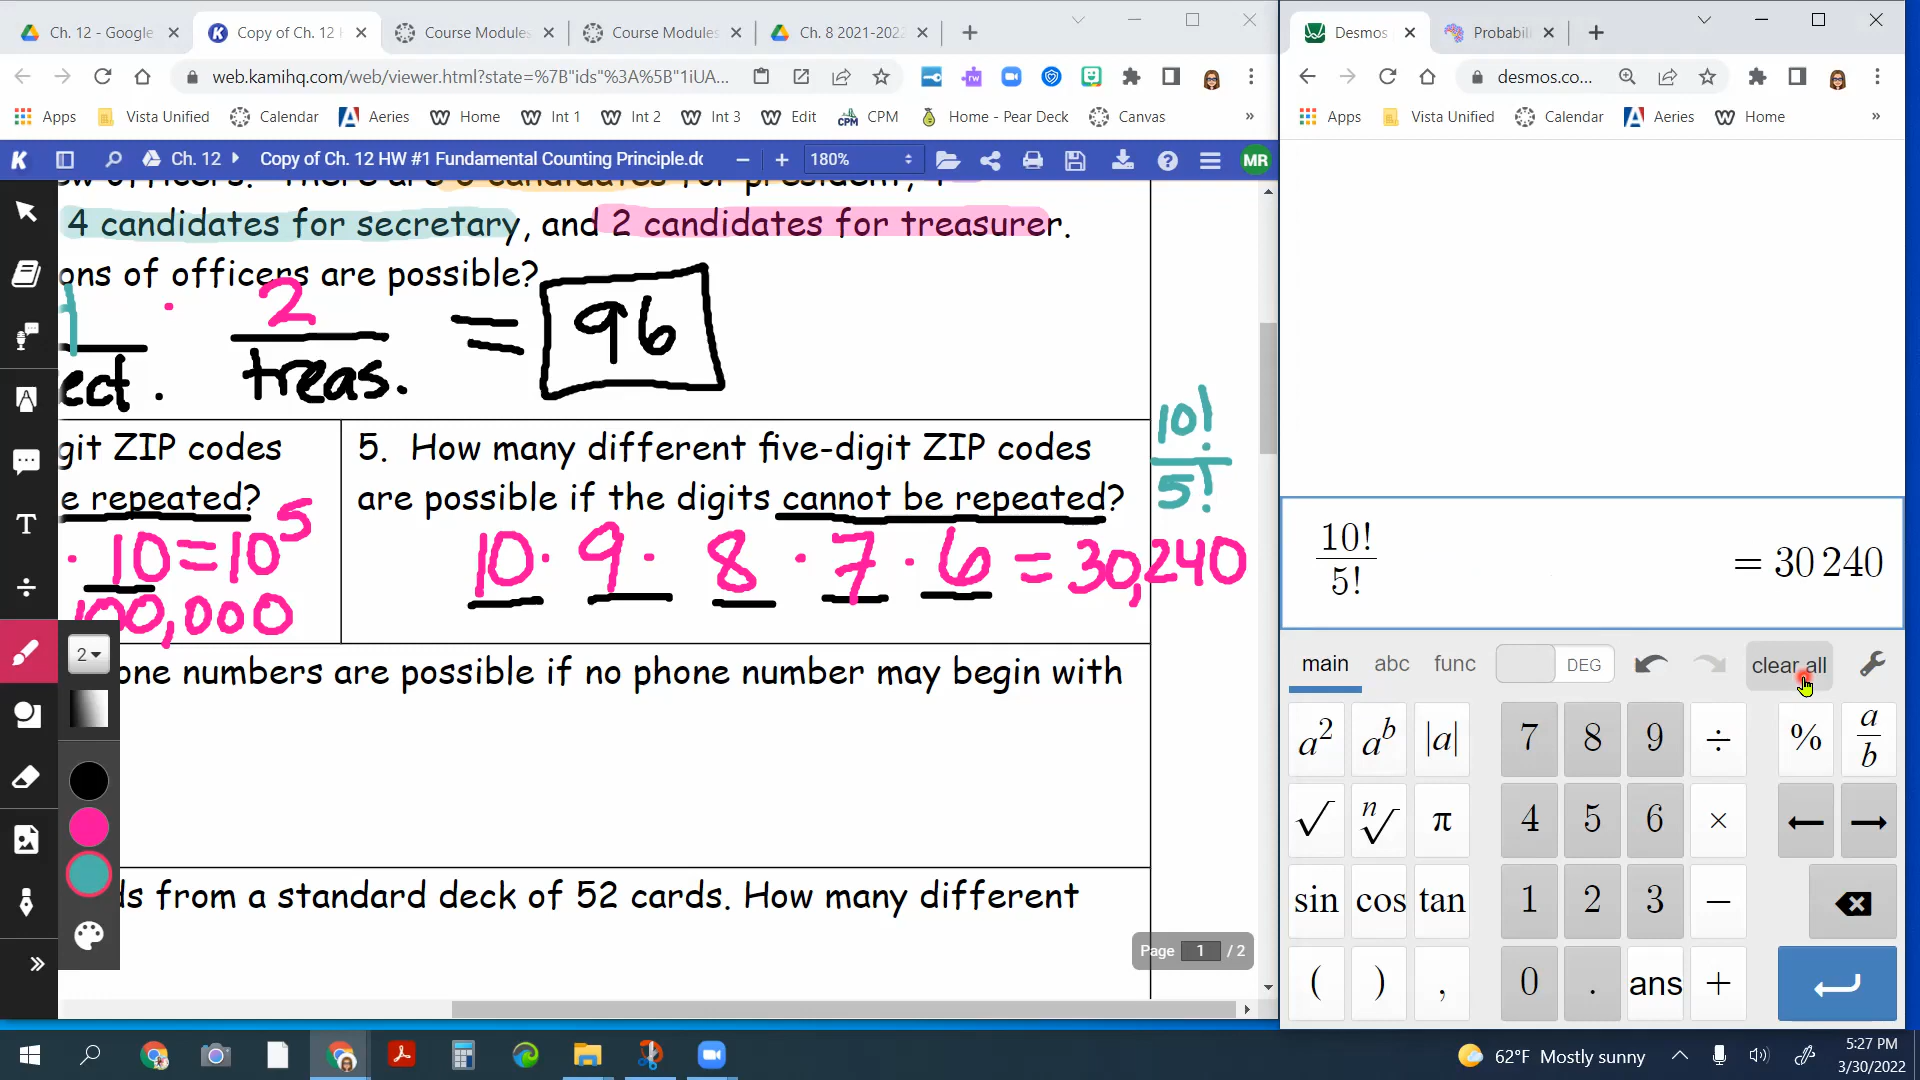 Ch. 12 - Google
Copy of Ch. 12 H
Course Modules
Course Modules
Ch. 8 2021-2022
web.kamihq.com/web/viewer.html?state=%7B"ids"%3A%5B"1iUA...
Apps
Vista Unified
Calendar
Aeries
Home
Int 1
Int 2
Int 3
Edit
CPM
Home - Pear Deck
Canvas
»
Ch. 12
Copy of Ch. 12 HW #1 Fundamental Counting Principle.dc
180%
MR
candidates for president,
4 candidates for secretary, and 2 candidates for treasurer.
ons of officers are possible?
· 2
ect. treas. = 96
git ZIP codes
e repeated?
· 10 = 10^5
100,000
5. How many different five-digit ZIP codes
are possible if the digits cannot be repeated?
10 · 9 · 8 · 7 · 6 = 30,240
10!
5!
one numbers are possible if no phone number may begin with
ds from a standard deck of 52 cards. How many different
Page 1 / 2
2
T
Desmos
Probabili
desmos.co...
Apps
Vista Unified
Calendar
Aeries
Home
»
10!
5!
= 30 240
main
abc
func
DEG
clear all
a^2 a^b |a| 7 8 9 ÷ % a/b
√ n√ π 4 5 6 × ← →
sin cos tan 1 2 3 −
( ) , 0 . ans +
62°F Mostly sunny
5:27 PM
3/30/2022